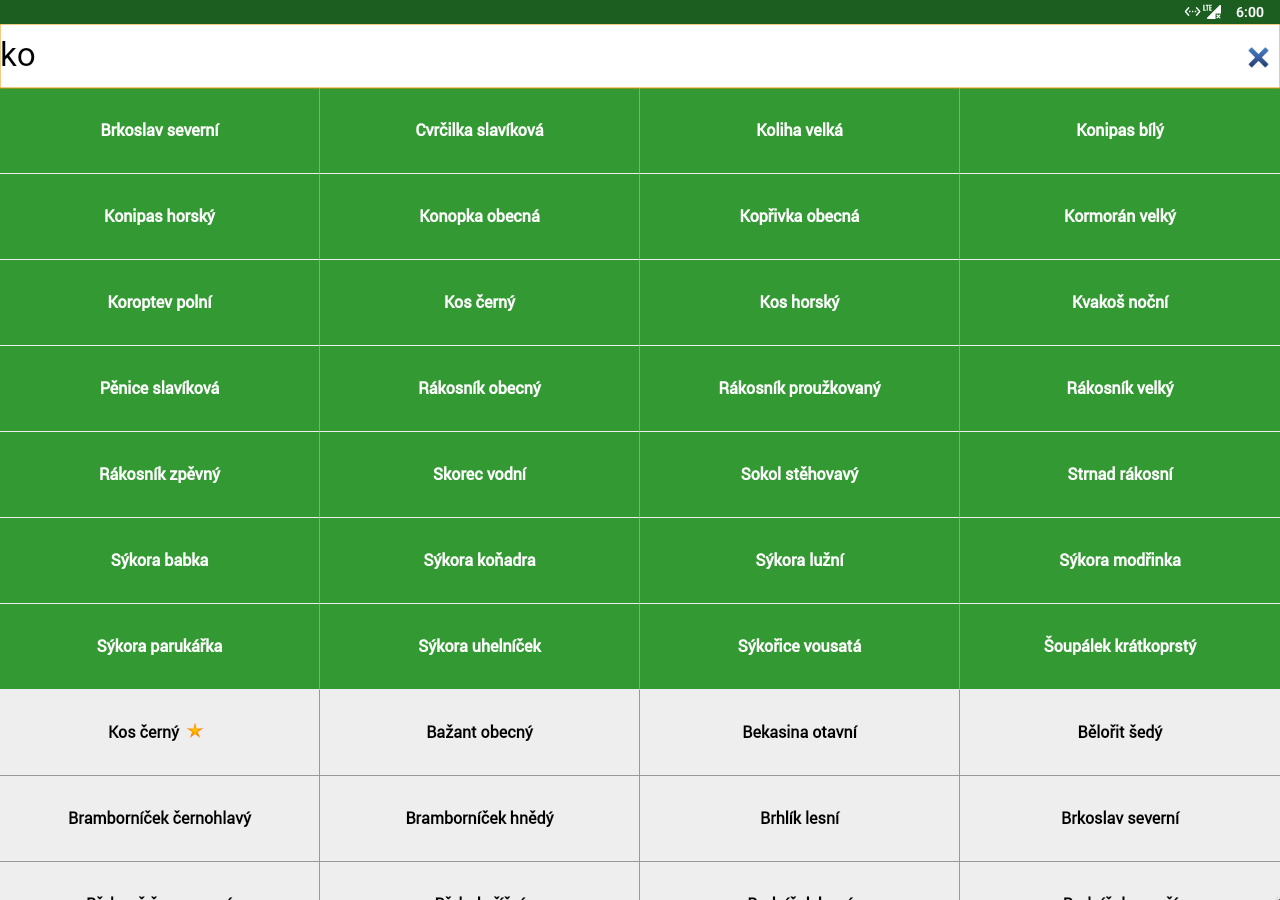 LTE 6:00
ko
Brkoslav severní
Cvrčilka slavíková
Koliha velká
Konipas bílý
Konipas horský
Konopka obecná
Kopřivka obecná
Kormorán velký
Koroptev polní
Kos černý
Kos horský
Kvakoš noční
Pěnice slavíková
Rákosník obecný
Rákosník proužkovaný
Rákosník velký
Rákosník zpěvný
Skorec vodní
Sokol stěhovavý
Strnad rákosní
Sýkora babka
Sýkora koňadra
Sýkora lužní
Sýkora modřinka
Sýkora parukářka
Sýkora uhelníček
Sýkořice vousatá
Šoupálek krátkoprstý
Kos černý
Bažant obecný
Bekasina otavní
Bělořit šedý
Bramborníček černohlavý
Bramborníček hnědý
Brhlík lesní
Brkoslav severní